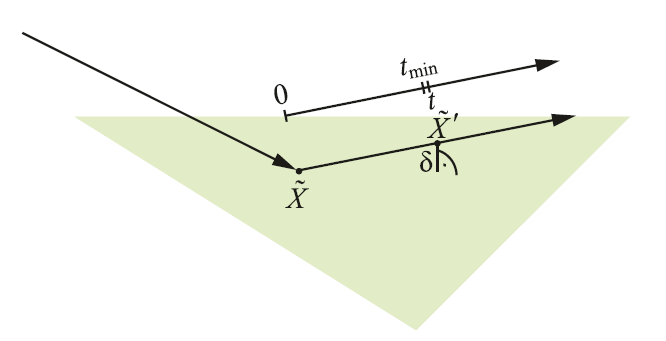 0
t_min
t
X̃′
δ
X̃